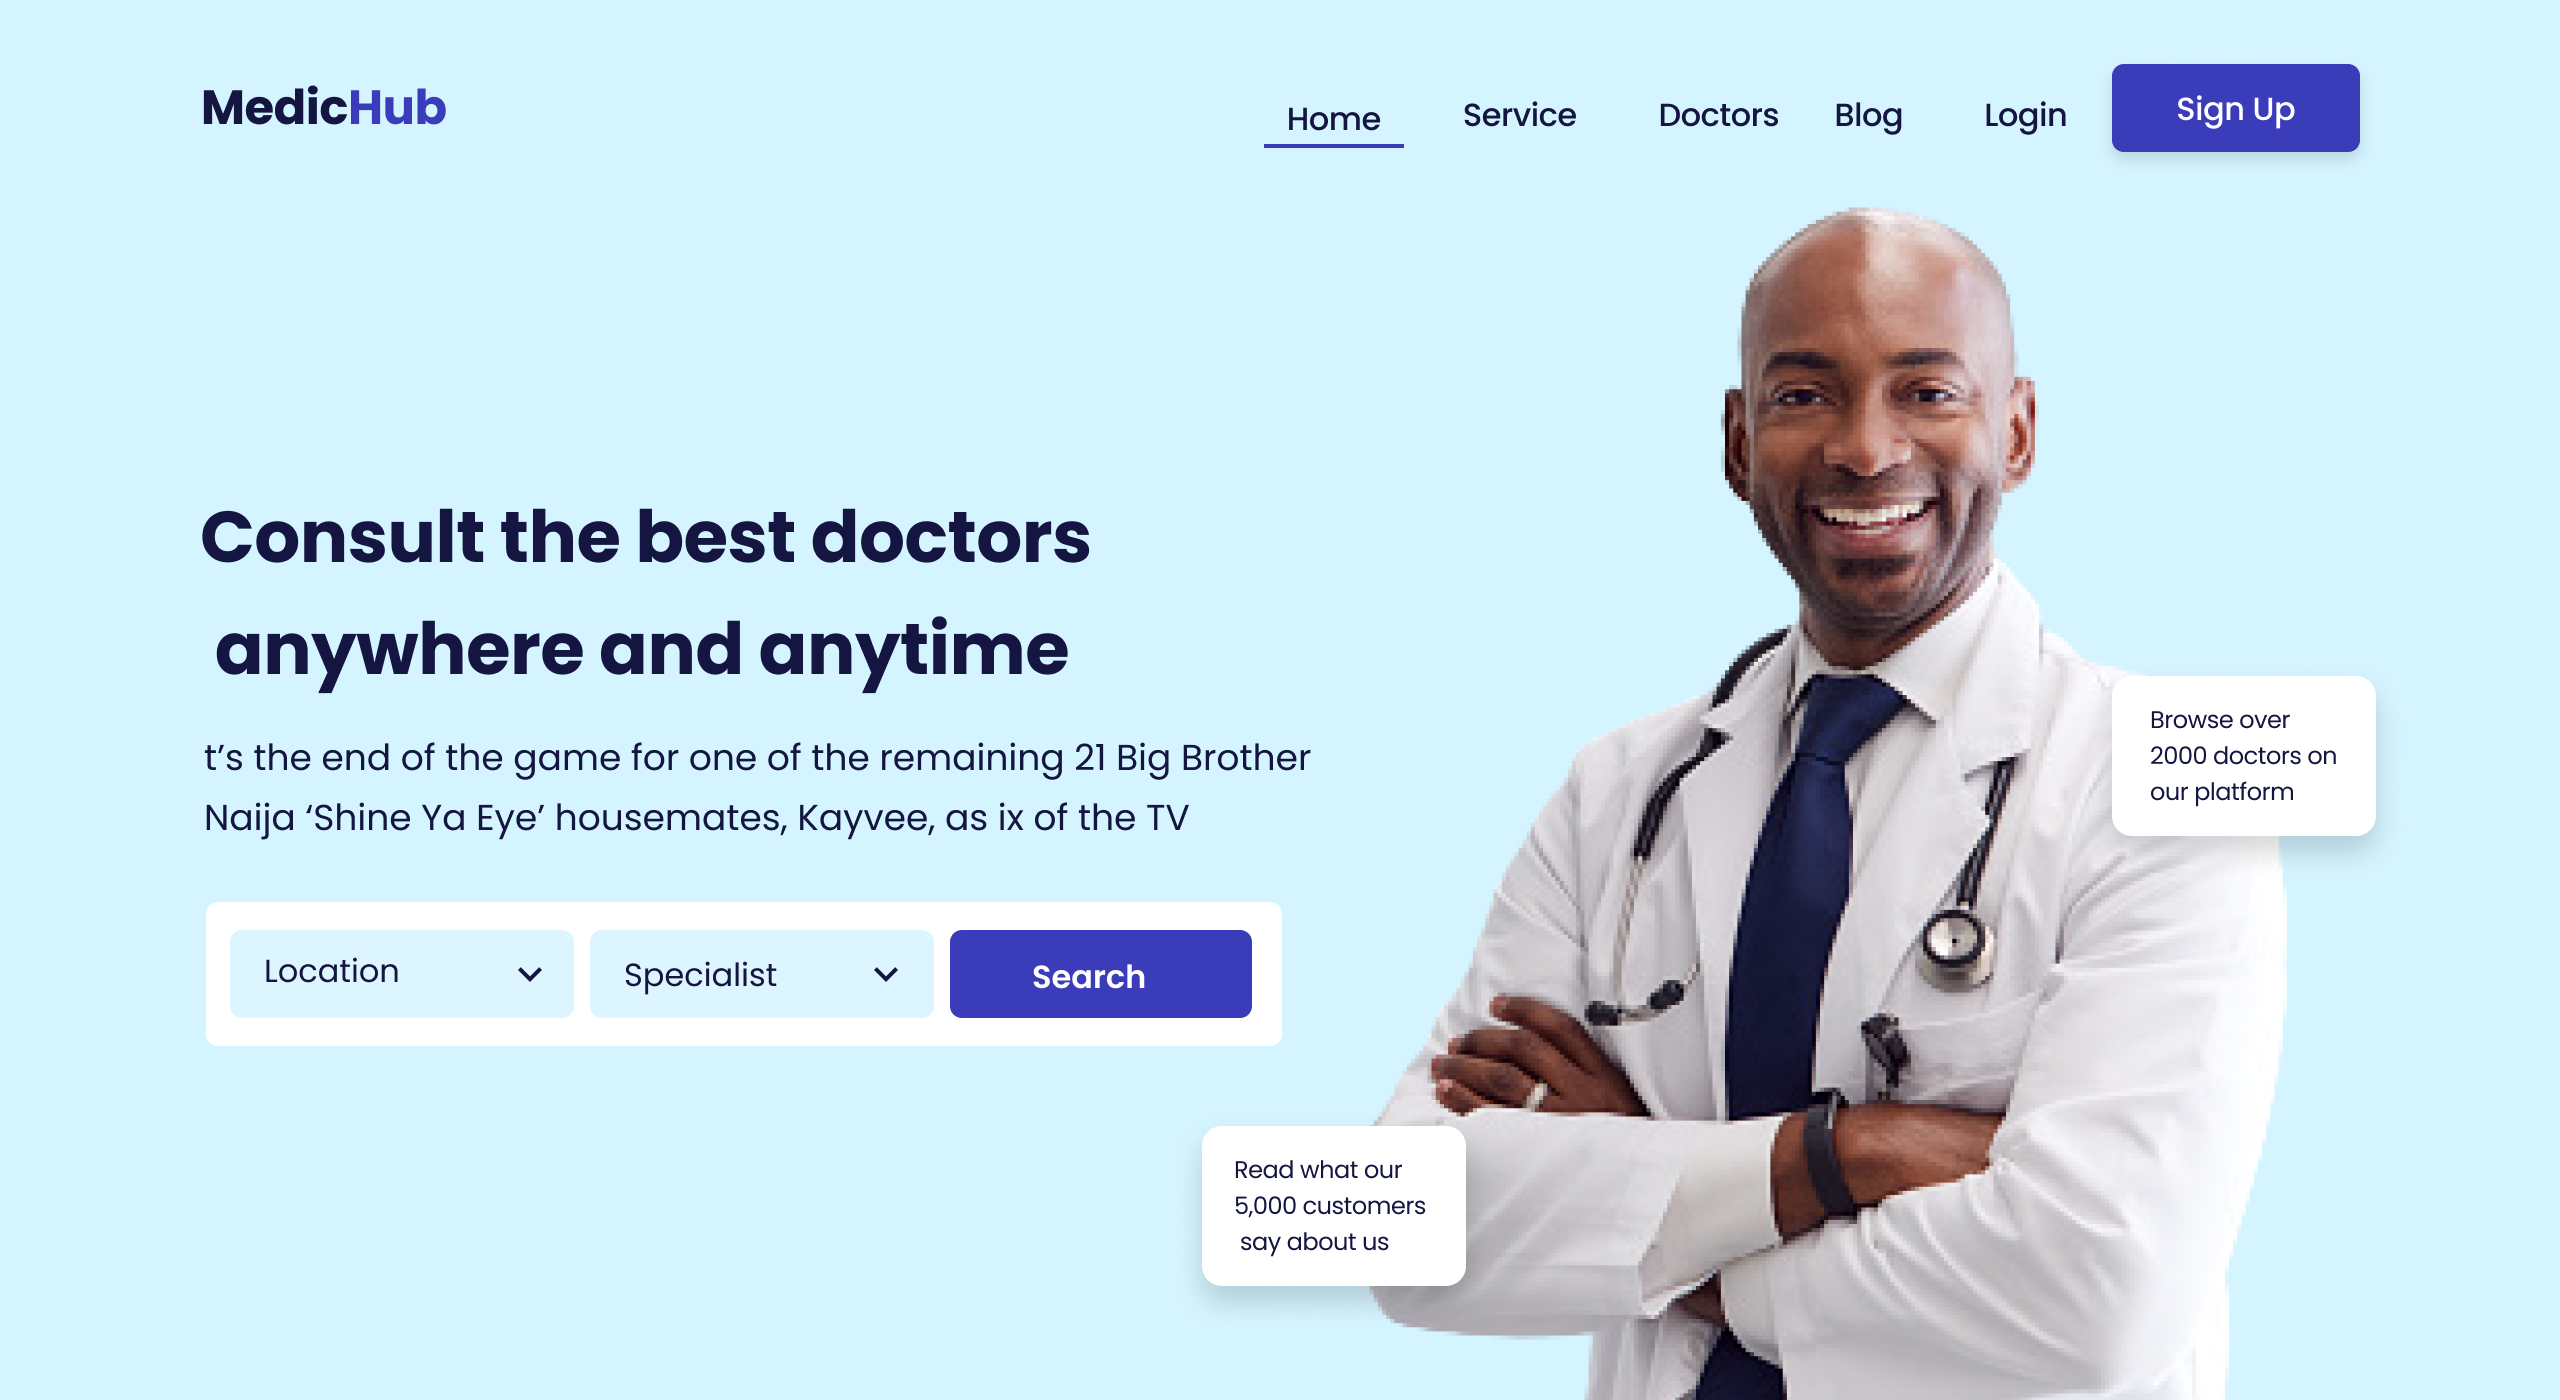 MedicHub
Home Service Doctors Blog Login Sign Up
Consult the best doctors
anywhere and anytime
t’s the end of the game for one of the remaining 21 Big Brother
Naija ‘Shine Ya Eye’ housemates, Kayvee, as ix of the TV
Location Specialist Search
Browse over
2000 doctors on
our platform
Read what our
5,000 customers
say about us